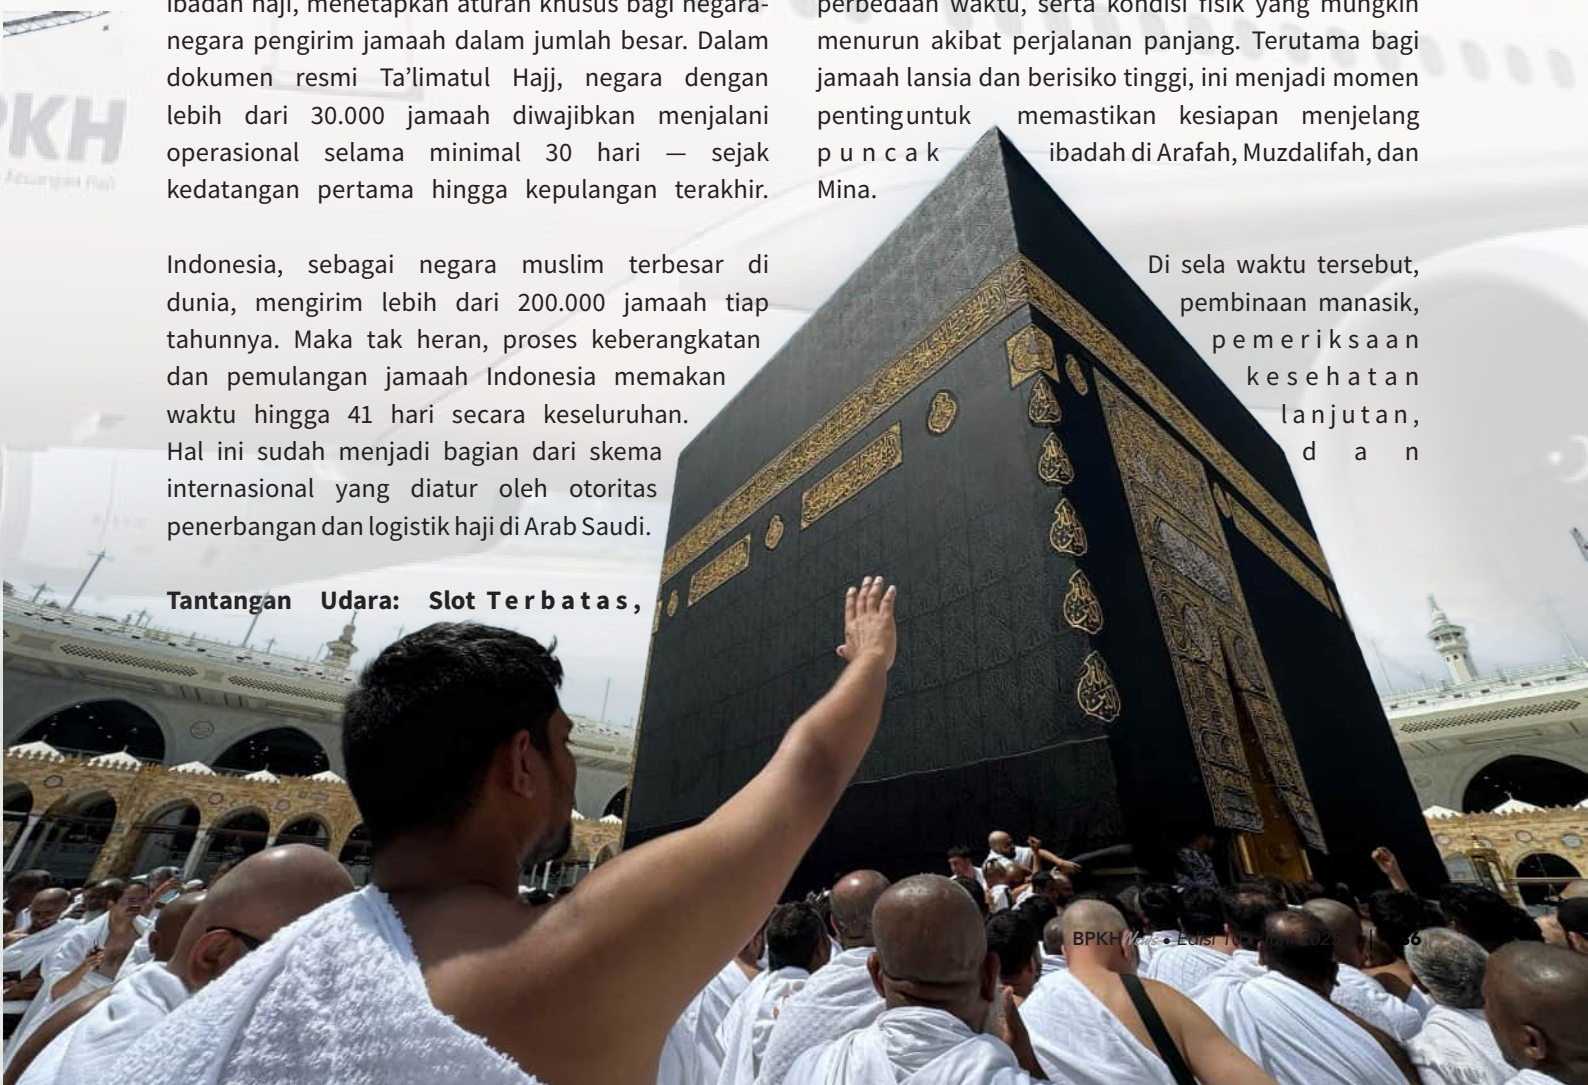 ibadah haji, menetapkan aturan khusus bagi negara-
negara pengirim jamaah dalam jumlah besar. Dalam
dokumen resmi Ta’limatul Hajj, negara dengan
lebih dari 30.000 jamaah diwajibkan menjalani
operasional selama minimal 30 hari — sejak
kedatangan pertama hingga kepulangan terakhir.
Indonesia, sebagai negara muslim terbesar di
dunia, mengirim lebih dari 200.000 jamaah tiap
tahunnya. Maka tak heran, proses keberangkatan
dan pemulangan jamaah Indonesia memakan
waktu hingga 41 hari secara keseluruhan.
Hal ini sudah menjadi bagian dari skema
internasional yang diatur oleh otoritas
penerbangan dan logistik haji di Arab Saudi.
Tantangan Udara: Slot Terbatas,
perbedaan waktu, serta kondisi fisik yang mungkin
menurun akibat perjalanan panjang. Terutama bagi
jamaah lansia dan berisiko tinggi, ini menjadi momen
penting untuk memastikan kesiapan menjelang
puncak ibadah di Arafah, Muzdalifah, dan
Mina.
Di sela waktu tersebut,
pembinaan manasik,
pemeriksaan
kesehatan
lanjutan,
dan
PKH
BPKH News • Edisi